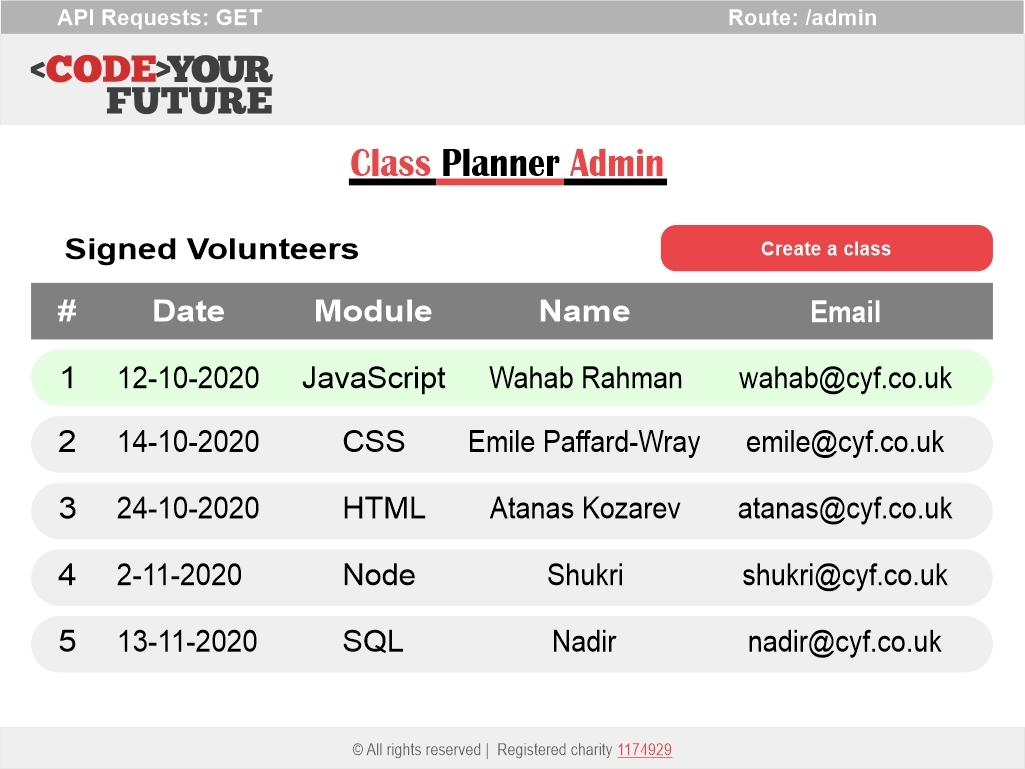 API Requests: GET Route: /admin
<CODE>YOUR
FUTURE
Class Planner Admin
Signed Volunteers Create a class
# Date Module Name Email
1 12-10-2020 JavaScript Wahab Rahman wahab@cyf.co.uk
2 14-10-2020 CSS Emile Paffard-Wray emile@cyf.co.uk
3 24-10-2020 HTML Atanas Kozarev atanas@cyf.co.uk
4 2-11-2020 Node Shukri shukri@cyf.co.uk
5 13-11-2020 SQL Nadir nadir@cyf.co.uk
© All rights reserved | Registered charity 1174929